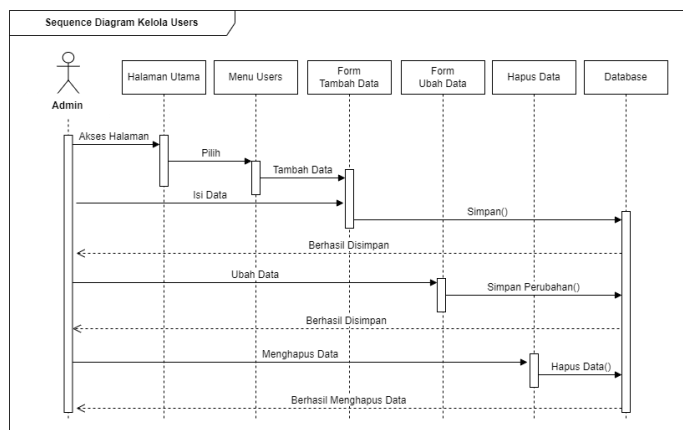 Sequence Diagram Kelola Users
Admin
Halaman Utama
Menu Users
Form
Tambah Data
Form
Ubah Data
Hapus Data
Database
Akses Halaman
Pilih
Tambah Data
Isi Data
Simpan()
Berhasil Disimpan
Ubah Data
Simpan Perubahan()
Berhasil Disimpan
Menghapus Data
Hapus Data()
Berhasil Menghapus Data